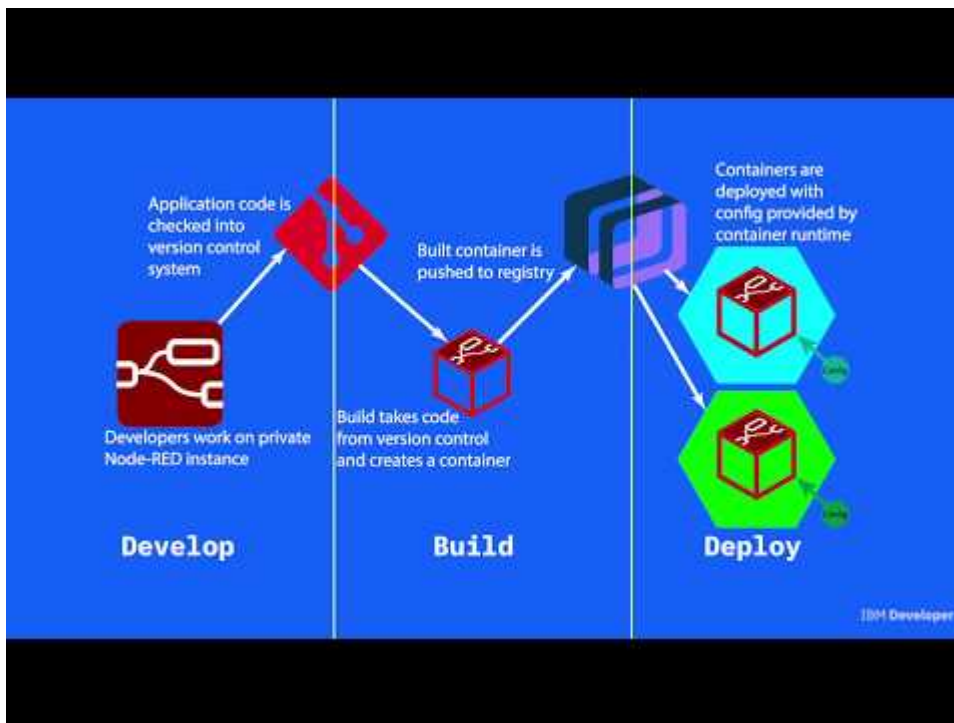 Application code is
checked into
version control
system
Developers work on private
Node-RED instance
Built container is
pushed to registry
Build takes code
from version control
and creates a container
Containers are
deployed with
config provided by
container runtime
Config
Config
Develop
Build
Deploy
IBM Developer